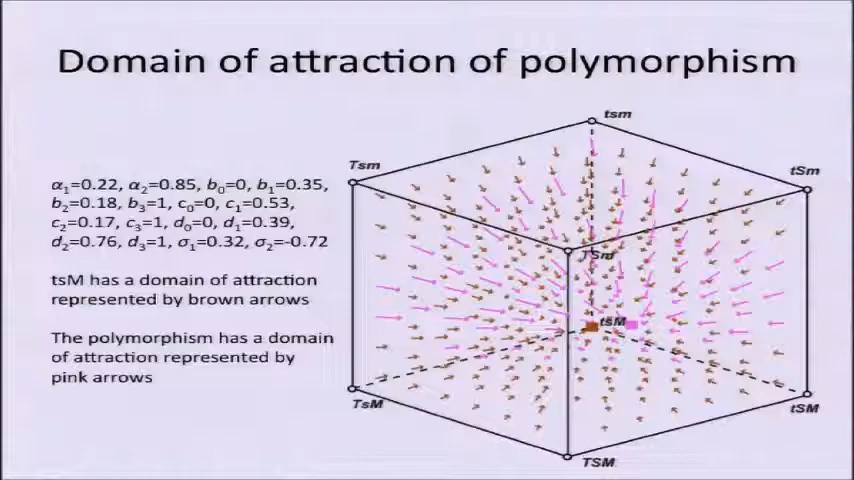 Domain of attraction of polymorphism
tsm
Tsm
tSm
α1=0.22, α2=0.85, b0=0, b1=0.35,
b2=0.18, b3=1, c0=0, c1=0.53,
c2=0.17, c3=1, d0=0, d1=0.39,
d2=0.76, d3=1, σ1=0.32, σ2=-0.72
TSm
tsM has a domain of attraction
represented by brown arrows
tsM
The polymorphism has a domain
of attraction represented by
pink arrows
TsM
tSM
TSM